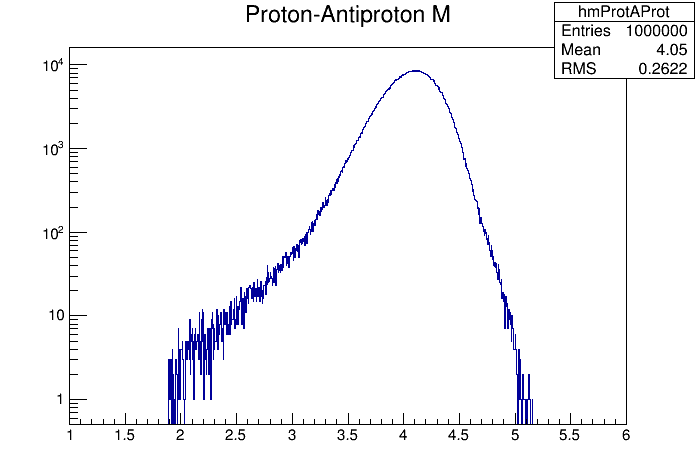 Proton-Antiproton M
hmProtAProt
Entries 1000000
Mean 4.05
RMS 0.2622
10⁴
10³
10²
10
1
1 1.5 2 2.5 3 3.5 4 4.5 5 5.5 6